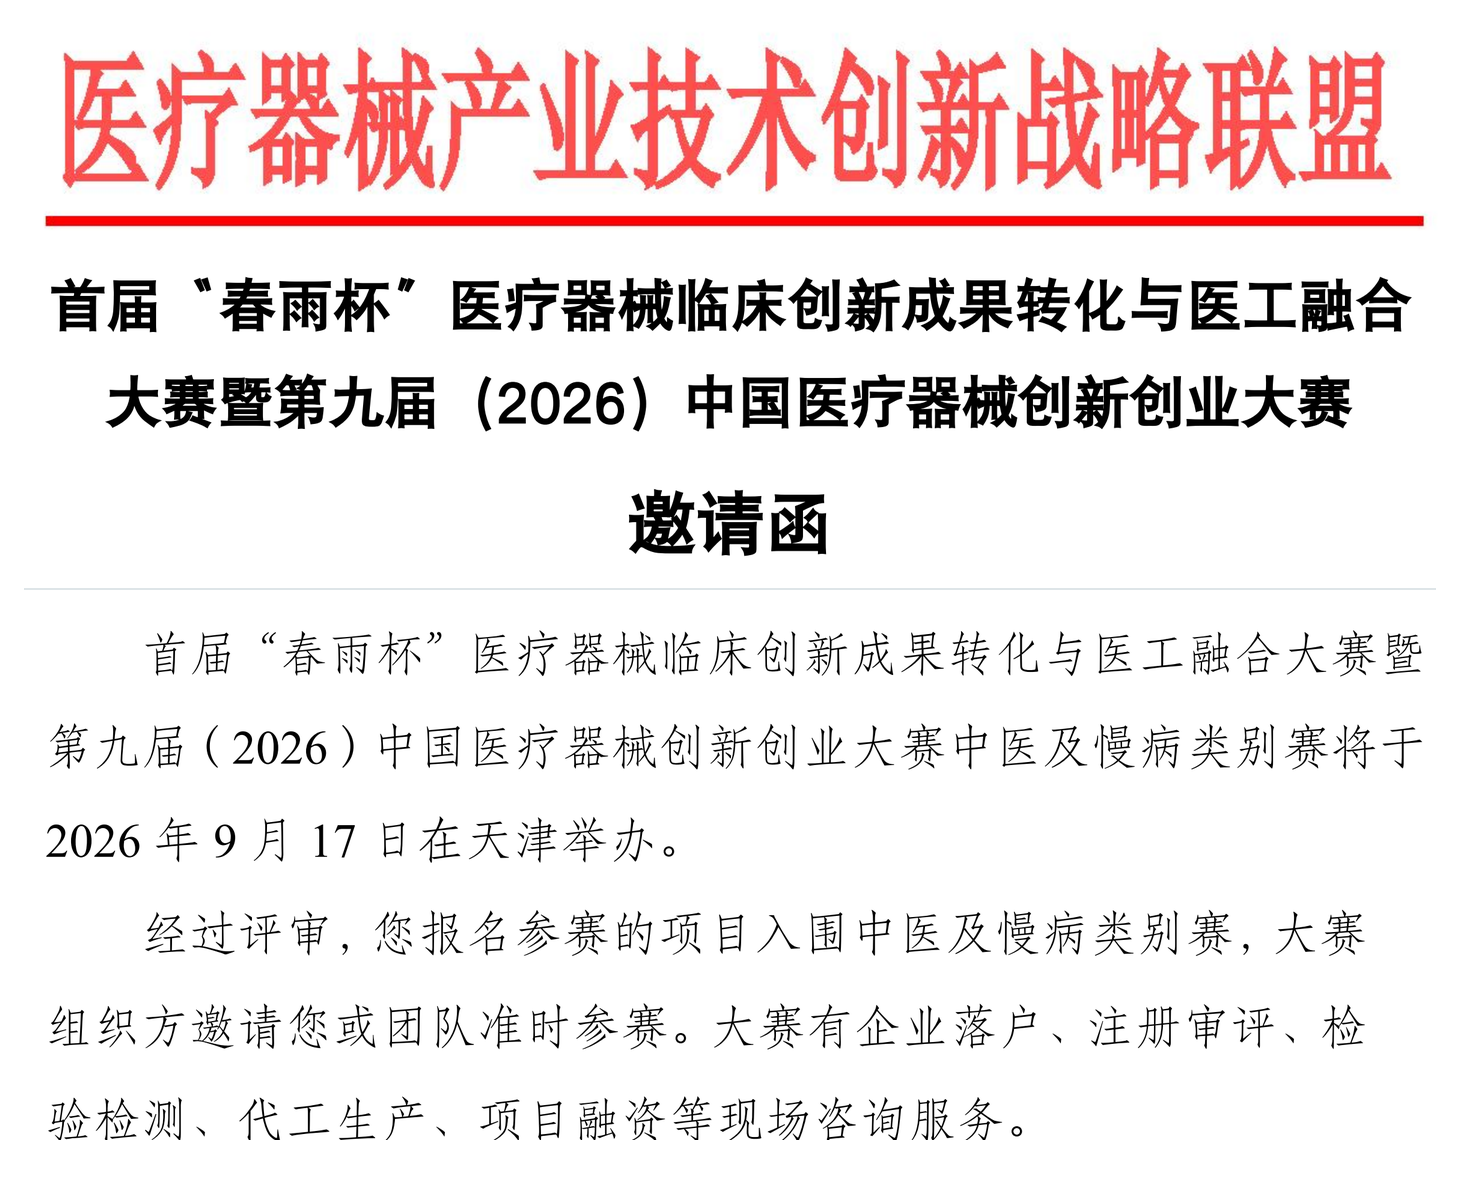 医疗器械产业技术创新战略联盟
首届“春雨杯”医疗器械临床创新成果转化与医工融合
大赛暨第九届（2026）中国医疗器械创新创业大赛
邀请函
首届“春雨杯”医疗器械临床创新成果转化与医工融合大赛暨
第九届（2026）中国医疗器械创新创业大赛中医及慢病类别赛将于
2026 年 9 月 17 日在天津举办。
经过评审，您报名参赛的项目入围中医及慢病类别赛，大赛
组织方邀请您或团队准时参赛。大赛有企业落户、注册审评、检
验检测、代工生产、项目融资等现场咨询服务。